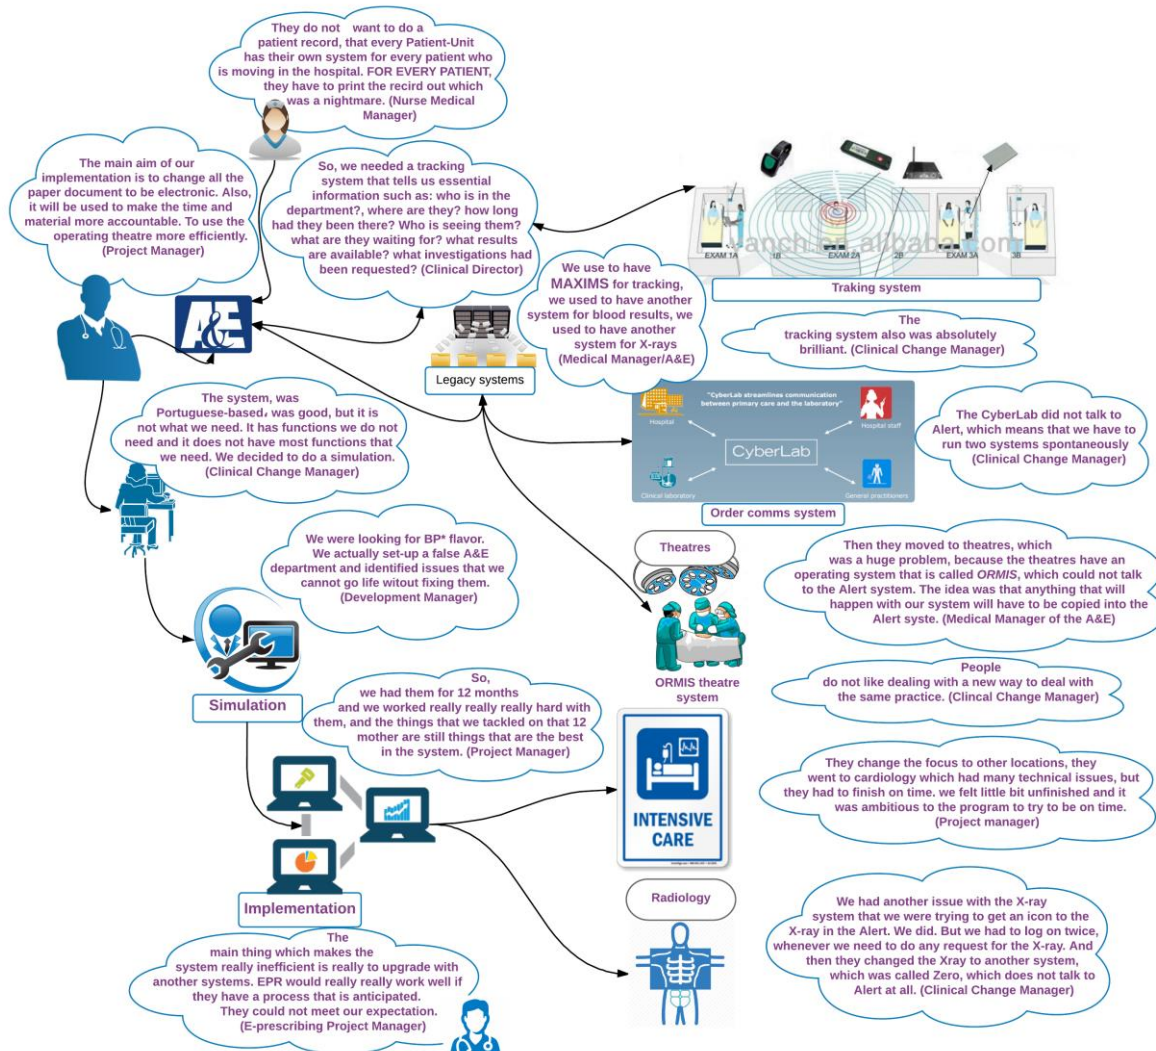 They do not want to do a
patient record, that every Patient-Unit
has their own system for every patient who
is moving in the hospital. FOR EVERY PATIENT,
they have to print the recird out which
was a nightmare. (Nurse Medical
Manager)
The main aim of our
implementation is to change all the
paper document to be electronic. Also,
it will be used to make the time and
material more accountable. To use the
operating theatre more efficiently.
(Project Manager)
So, we needed a tracking
system that tells us essential
information such as: who is in the
department?, where are they? how long
had they been there? Who is seeing them?
what are they waiting for? what results
are available? what investigations had
been requested? (Clinical Director)
anch.en.alibaba.com
EXAM 1A
1B
EXAM 2A
2B
EXAM 3A
3B
Traking system
A&E
We use to have
MAXIMS for tracking,
we used to have another
system for blood results, we
used to have another
system for X-rays
(Medical Manager/A&E)
The
tracking system also was absolutely
brilliant. (Clinical Change Manager)
Legacy systems
The system, was
Portuguese-based, was good, but it is
not what we need. It has functions we do not
need and it does not have most functions that
we need. We decided to do a simulation.
(Clinical Change Manager)
"CyberLab streamlines communication
between primary care and the laboratory"
Hospital
Hospital staff
CyberLab
Clinical laboratory
General practitioners
Order comms system
The CyberLab did not talk to
Alert, which means that we have to
run two systems spontaneously
(Clinical Change Manager)
We were looking for BP* flavor.
We actually set-up a false A&E
department and identified issues that we
cannot go life witout fixing them.
(Development Manager)
Theatres
ORMIS theatre
system
Then they moved to theatres, which
was a huge problem, because the theatres have an
operating system that is called ORMIS, which could not talk
to the Alert system. The idea was that anything that will
happen with our system will have to be copied into the
Alert syste. (Medical Manager of the A&E)
Simulation
So,
we had them for 12 months
and we worked really really really hard with
them, and the things that we tackled on that 12
mother are still things that are the best
in the system. (Project Manager)
People
do not like dealing with a new way to deal with
the same practice. (Clincal Change Manager)
INTENSIVE
CARE
They change the focus to other locations, they
went to cardiology which had many technical issues, but
they had to finish on time. we felt little bit unfinished and it
was ambitious to the program to try to be on time.
(Project manager)
Implementation
Radiology
The
main thing which makes the
system really inefficient is really to upgrade with
another systems. EPR would really really work well if
they have a process that is anticipated.
They could not meet our expectation.
(E-prescribing Project Manager)
We had another issue with the X-ray
system that we were trying to get an icon to the
X-ray in the Alert. We did. But we had to log on twice,
whenever we need to do any request for the X-ray. And
then they changed the Xray to another system,
which was called Zero, which does not talk to
Alert at all. (Clinical Change Manager)